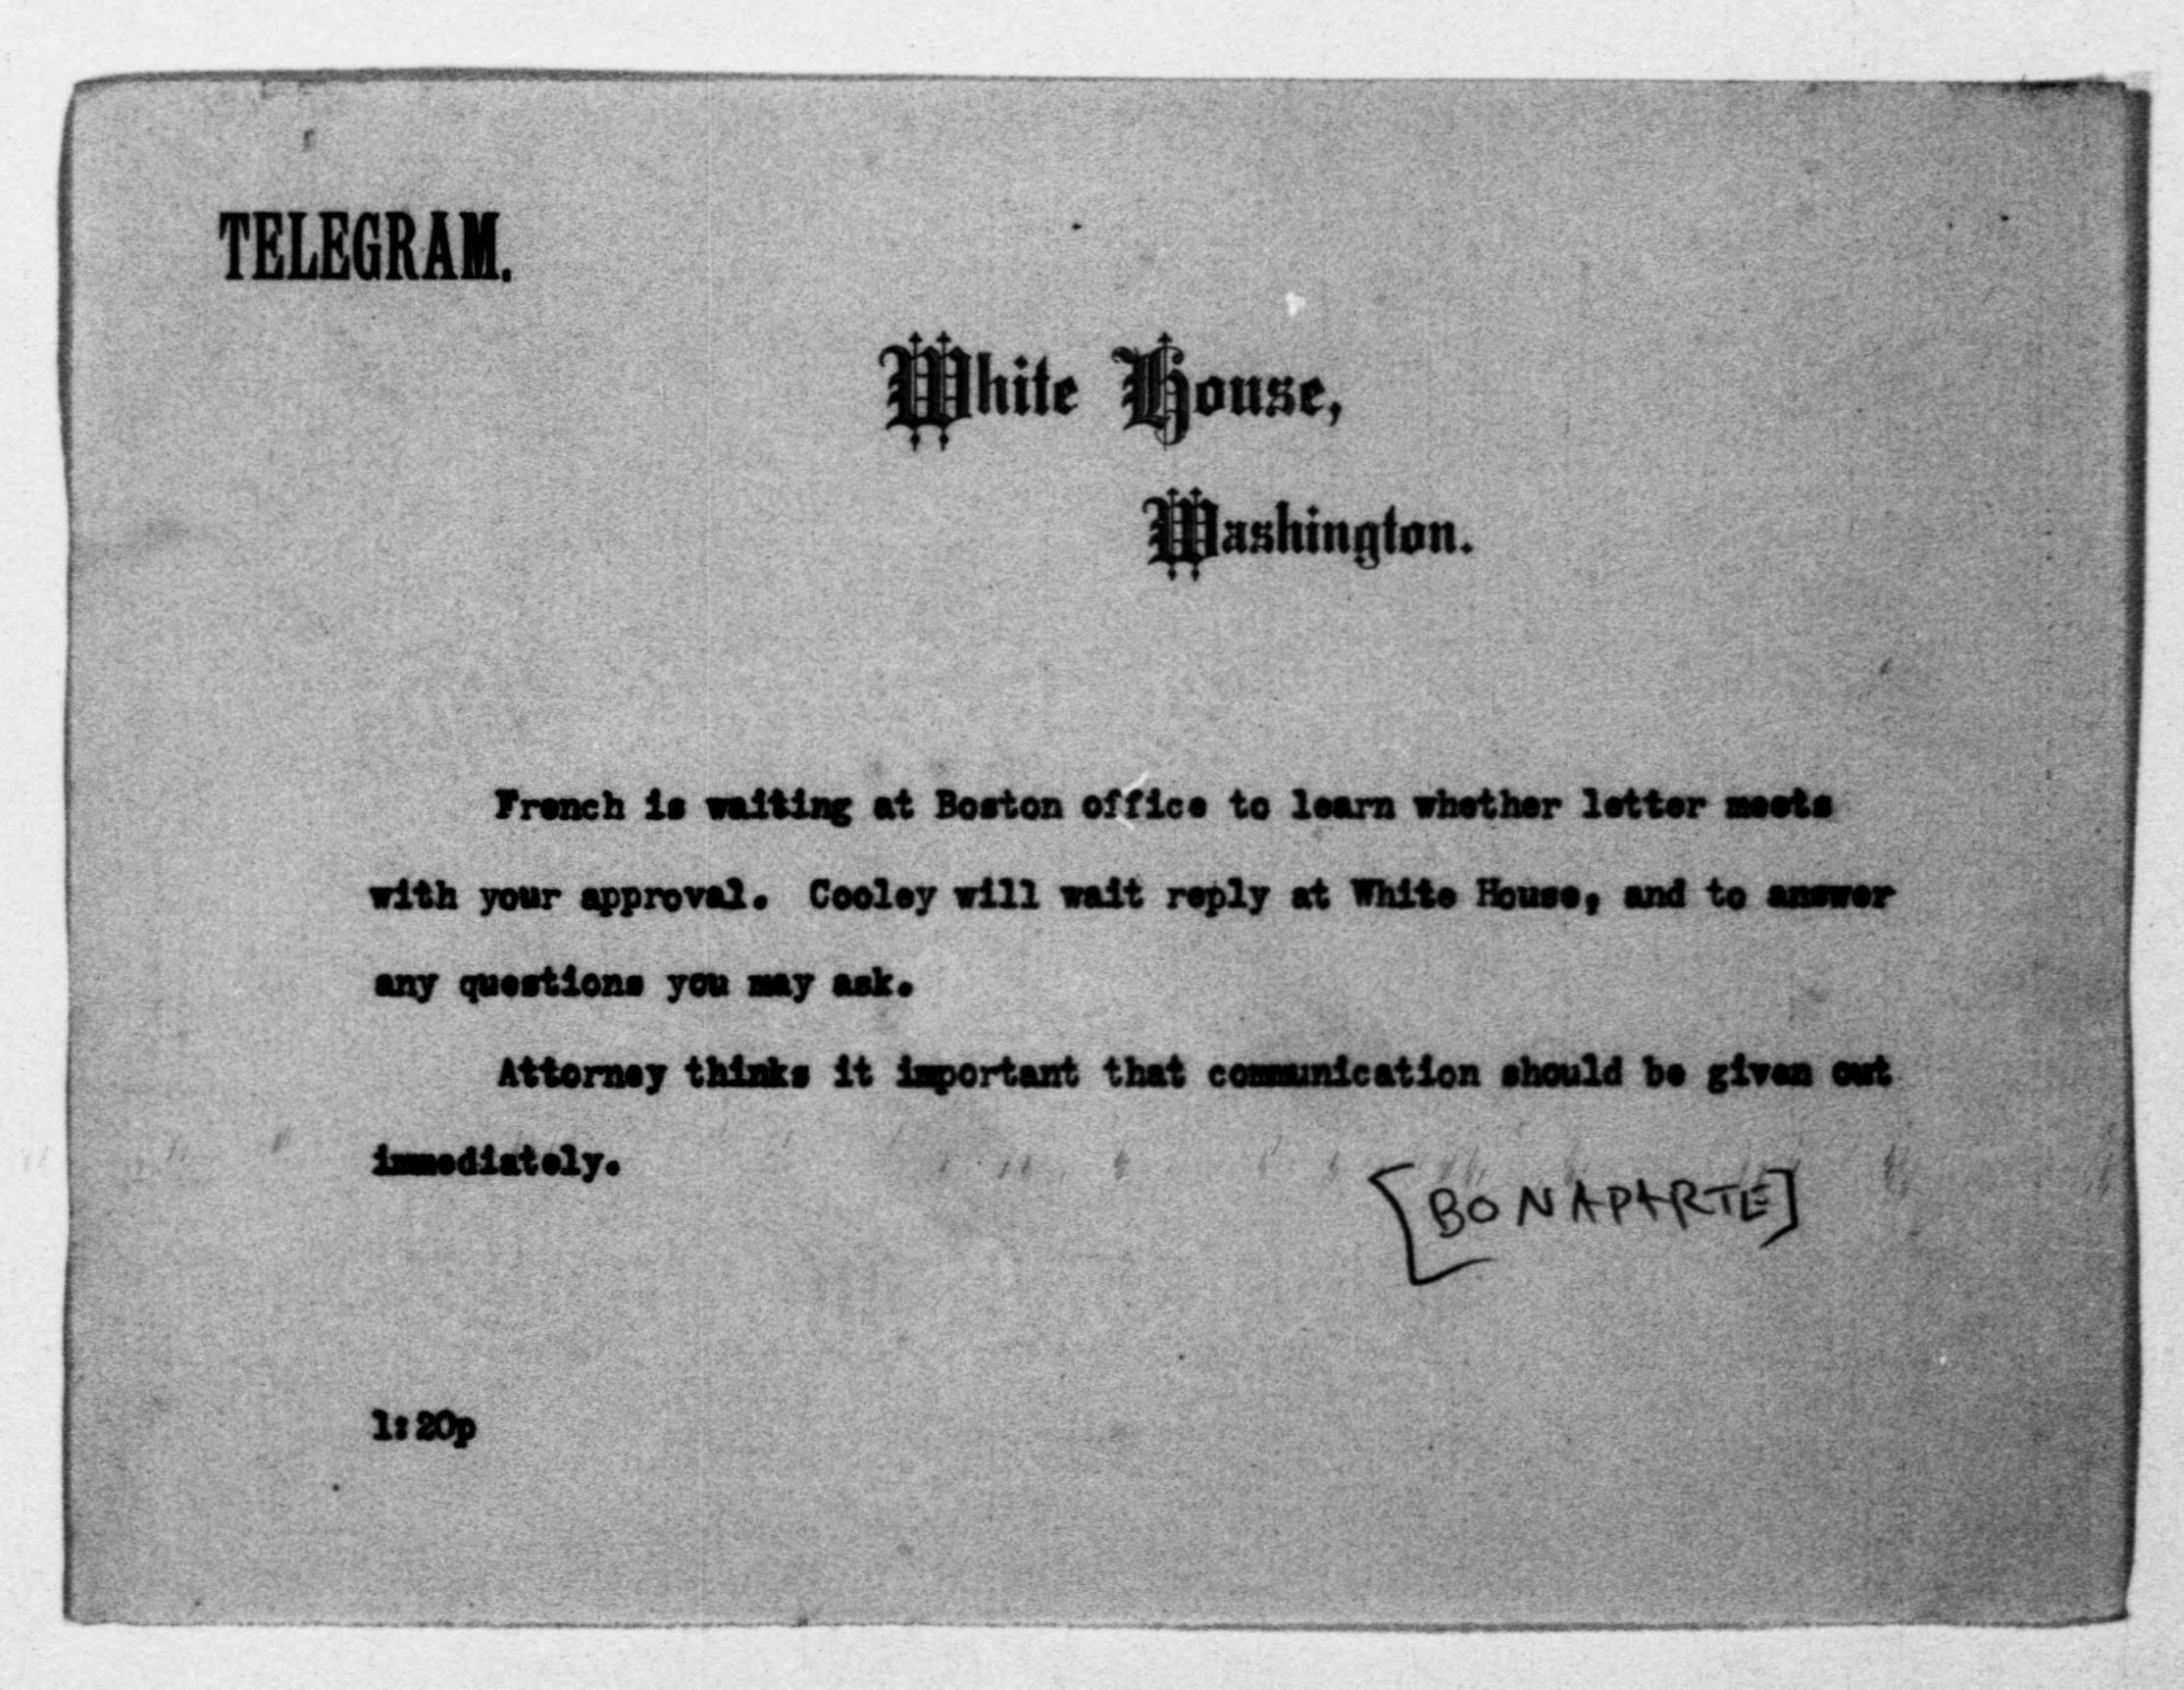 TELEGRAM.
White House,
Washington.
French is waiting at Boston office to learn whether letter meets
with your approval. Cooley will wait reply at White House, and to answer
any questions you may ask.
Attorney thinks it important that communication should be given out
immediately.
[BONAPARTE]
1:20p